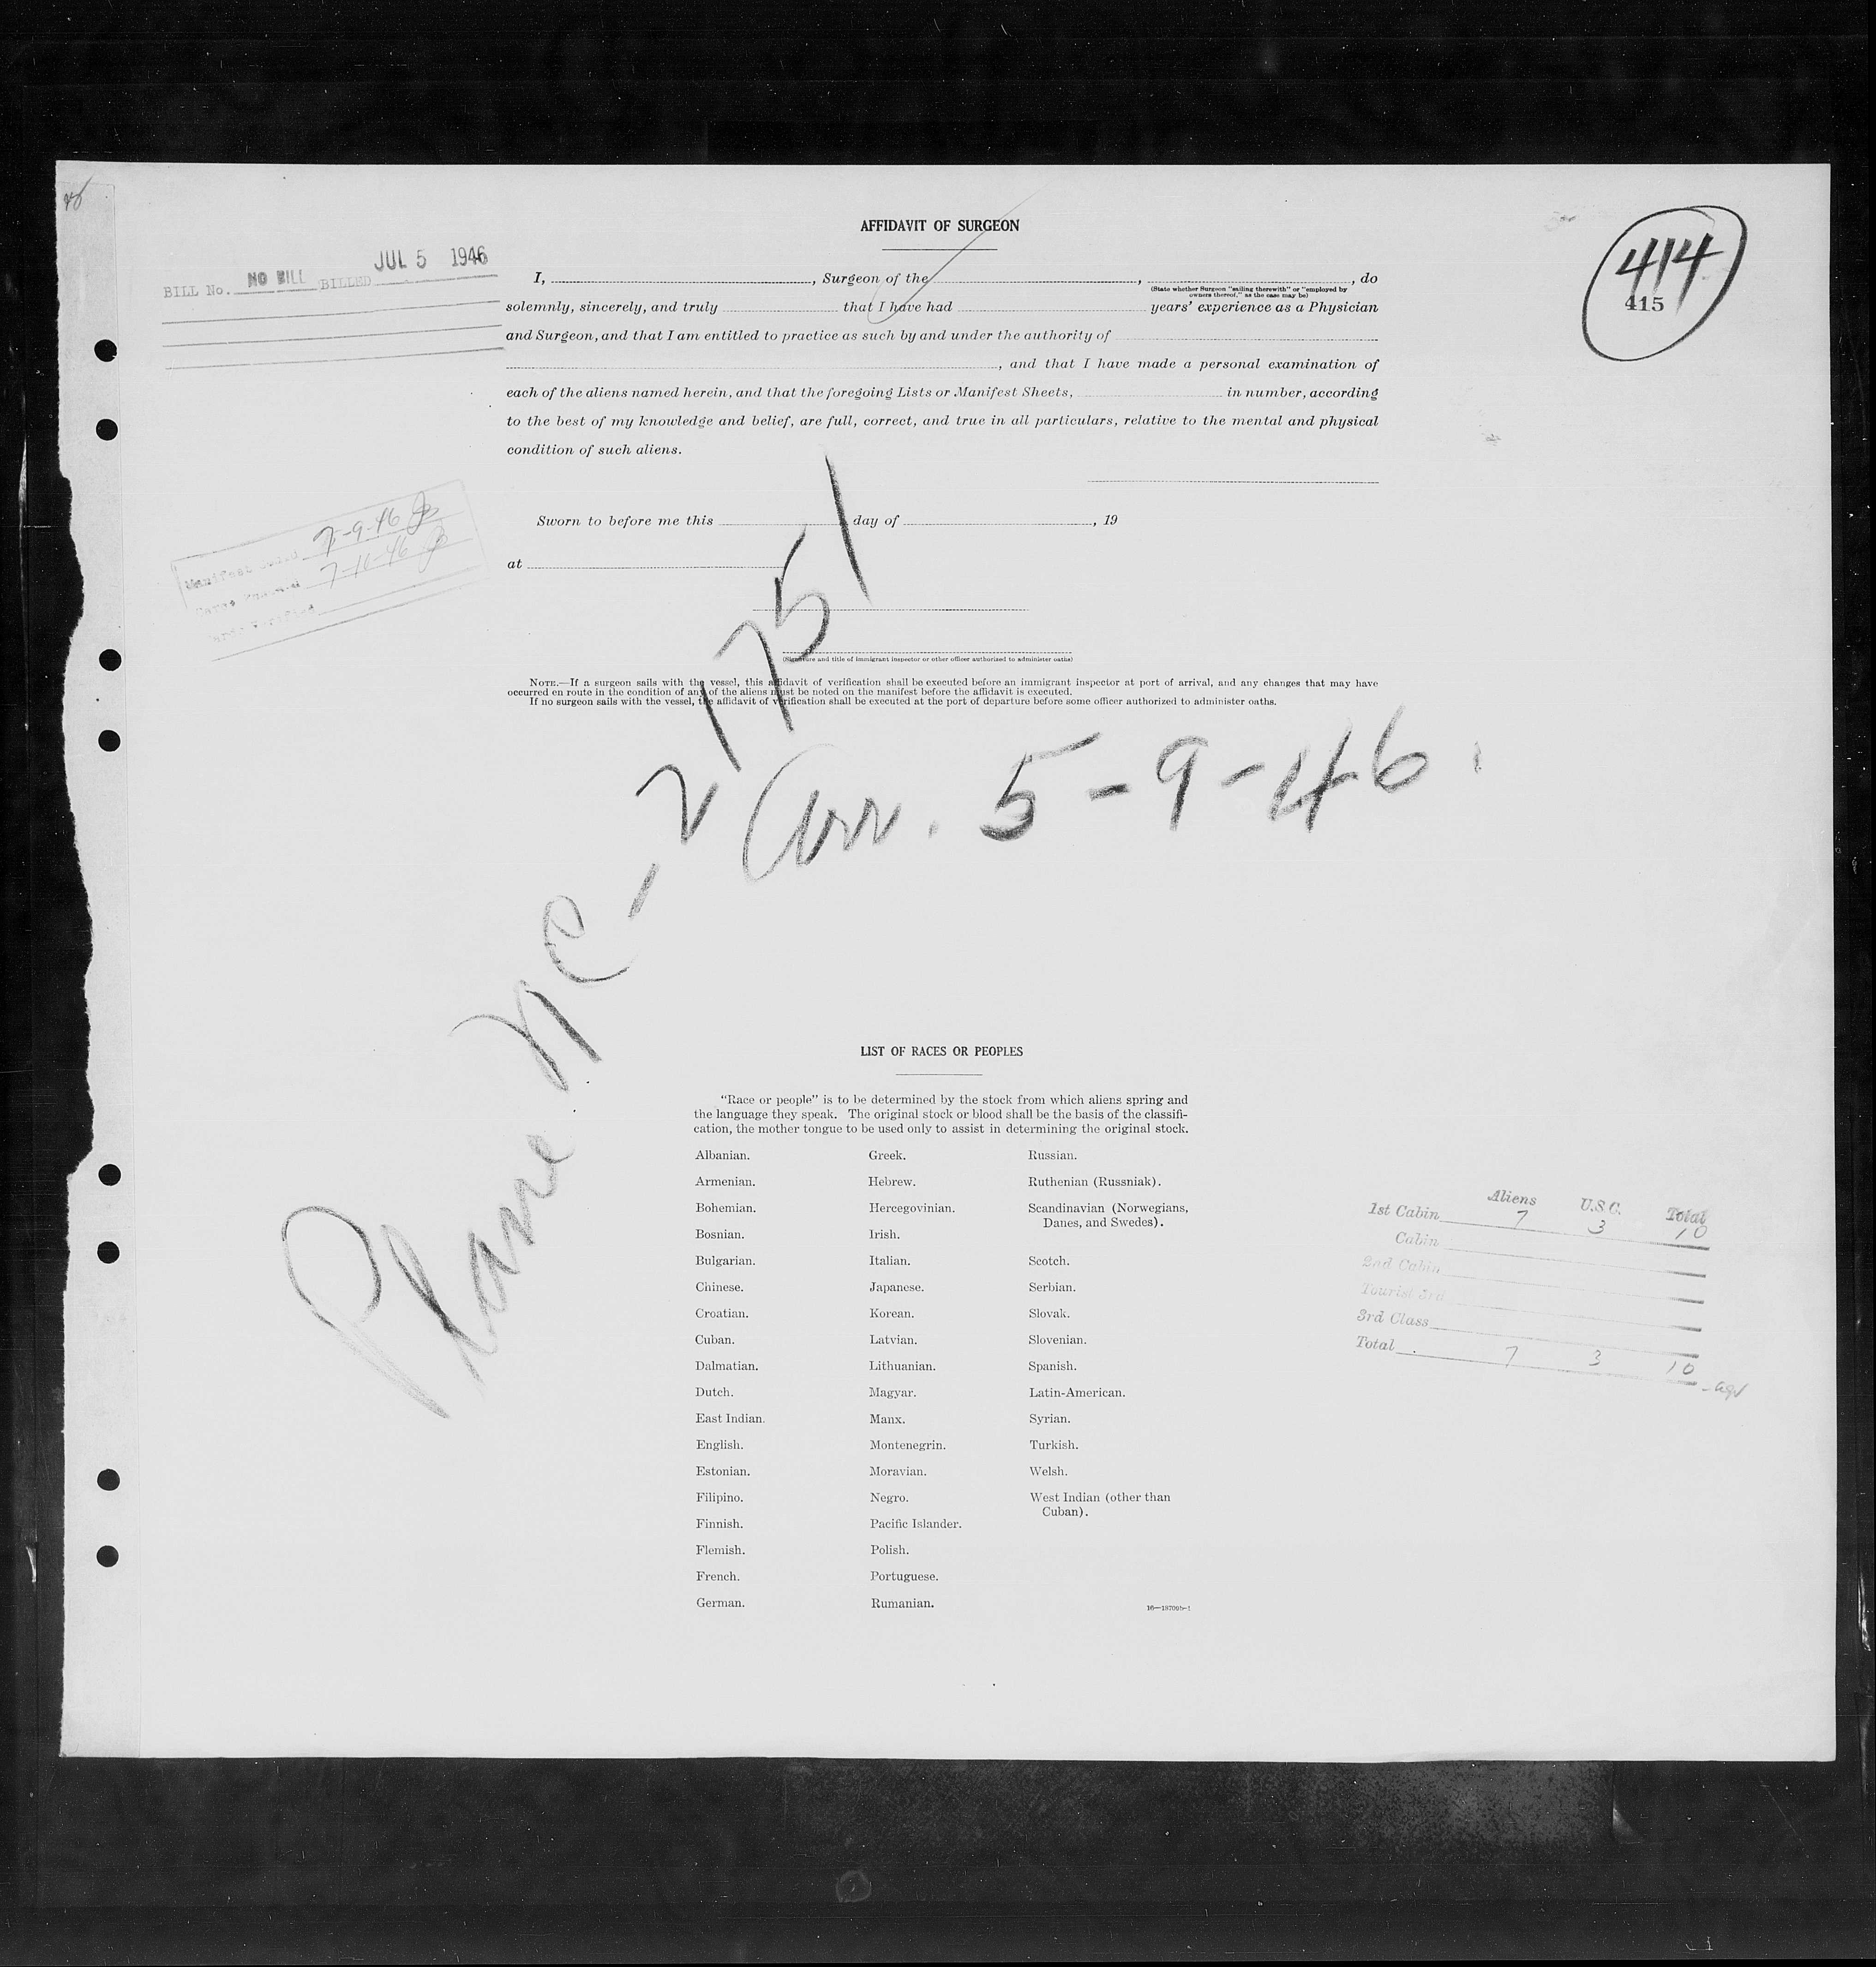 AFFIDAVIT OF SURGEON
414
415
BILL No. NO BILL BILLED JUL 5 1946
I, , Surgeon of the , , do
(State whether Surgeon "sailing therewith" or "employed by
owners thereof," as the case may be)
solemnly, sincerely, and truly that I have had years' experience as a Physician
and Surgeon, and that I am entitled to practice as such by and under the authority of
, and that I have made a personal examination of
each of the aliens named herein, and that the foregoing Lists or Manifest Sheets, in number, according
to the best of my knowledge and belief, are full, correct, and true in all particulars, relative to the mental and physical
condition of such aliens.
Manifest 7-9-46
7-10-46
Verified
Sworn to before me this day of , 19
at
(Signature and title of immigrant inspector or other officer authorized to administer oaths)
NOTE.—If a surgeon sails with the vessel, this affidavit of verification shall be executed before an immigrant inspector at port of arrival, and any changes that may have
occurred en route in the condition of any of the aliens must be noted on the manifest before the affidavit is executed.
If no surgeon sails with the vessel, the affidavit of verification shall be executed at the port of departure before some officer authorized to administer oaths.
Plane NC-21751
Arr. 5-9-46
LIST OF RACES OR PEOPLES
"Race or people" is to be determined by the stock from which aliens spring and
the language they speak. The original stock or blood shall be the basis of the classifi-
cation, the mother tongue to be used only to assist in determining the original stock.
Albanian.
Armenian.
Bohemian.
Bosnian.
Bulgarian.
Chinese.
Croatian.
Cuban.
Dalmatian.
Dutch.
East Indian.
English.
Estonian.
Filipino.
Finnish.
Flemish.
French.
German.
Greek.
Hebrew.
Hercegovinian.
Irish.
Italian.
Japanese.
Korean.
Latvian.
Lithuanian.
Magyar.
Manx.
Montenegrin.
Moravian.
Negro.
Pacific Islander.
Polish.
Portuguese.
Rumanian.
Russian.
Ruthenian (Russniak).
Scandinavian (Norwegians,
Danes, and Swedes).
Scotch.
Serbian.
Slovak.
Slovenian.
Spanish.
Latin-American.
Syrian.
Turkish.
Welsh.
West Indian (other than
Cuban).
Aliens U.S.C. Total
1st Cabin 7 3 10
Cabin
2nd Cabin
Tourist 3rd
3rd Class
Total 7 3 10